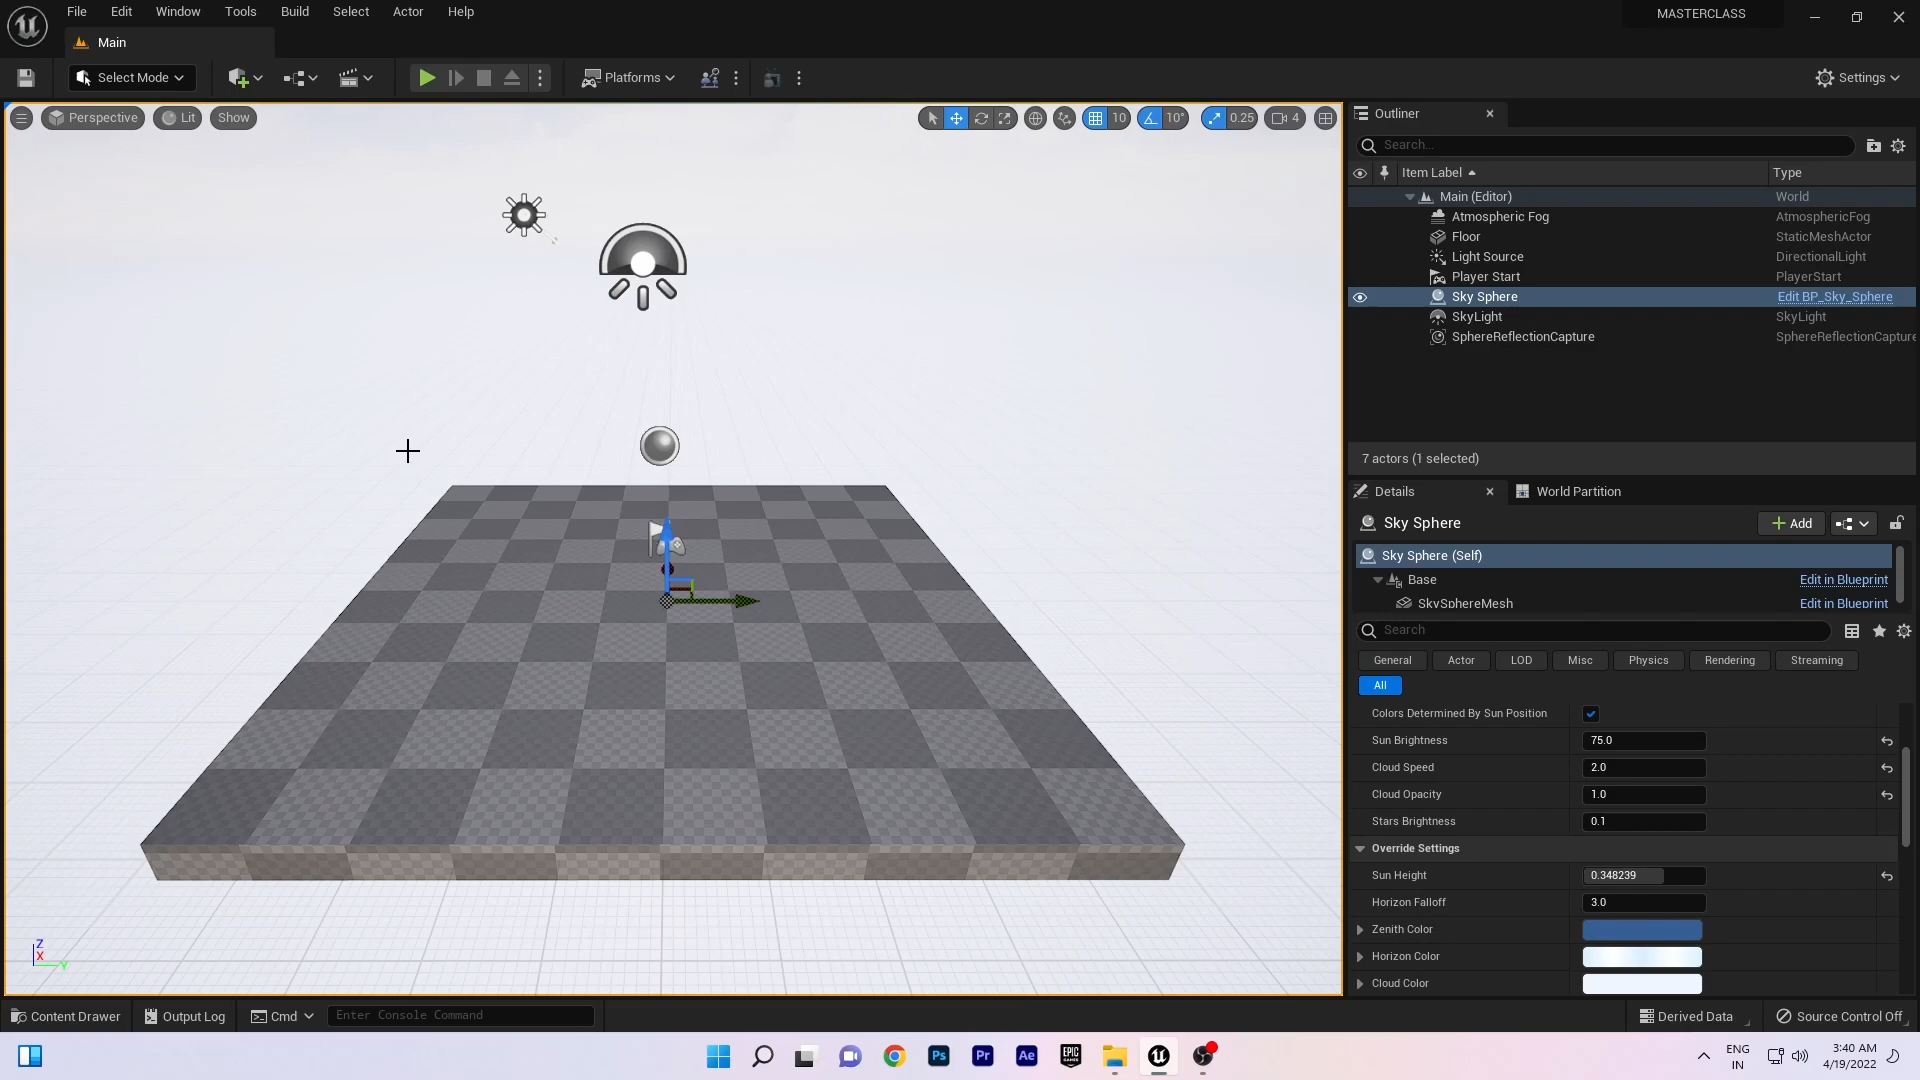 File Edit Window Tools Build Select Actor Help
MASTERCLASS
Main
Select Mode
Platforms
Settings
Perspective Lit Show
10 10° 0.25 4
Outliner
Search...
Item Label Type
Main (Editor) World
Atmospheric Fog AtmosphericFog
Floor StaticMeshActor
Light Source DirectionalLight
Player Start PlayerStart
Sky Sphere Edit BP_Sky_Sphere
SkyLight SkyLight
SphereReflectionCapture SphereReflectionCapture
7 actors (1 selected)
Details World Partition
Sky Sphere Add
Sky Sphere (Self)
Base Edit in Blueprint
SkySphereMesh Edit in Blueprint
Search
General Actor LOD Misc Physics Rendering Streaming
All
Colors Determined By Sun Position
Sun Brightness 75.0
Cloud Speed 2.0
Cloud Opacity 1.0
Stars Brightness 0.1
Override Settings
Sun Height 0.348239
Horizon Falloff 3.0
Zenith Color
Horizon Color
Cloud Color
Z
X
Y
Content Drawer Output Log Cmd Enter Console Command
Derived Data Source Control Off
Ps Pr Ae EPIC GAMES
ENG
IN
3:40 AM
4/19/2022